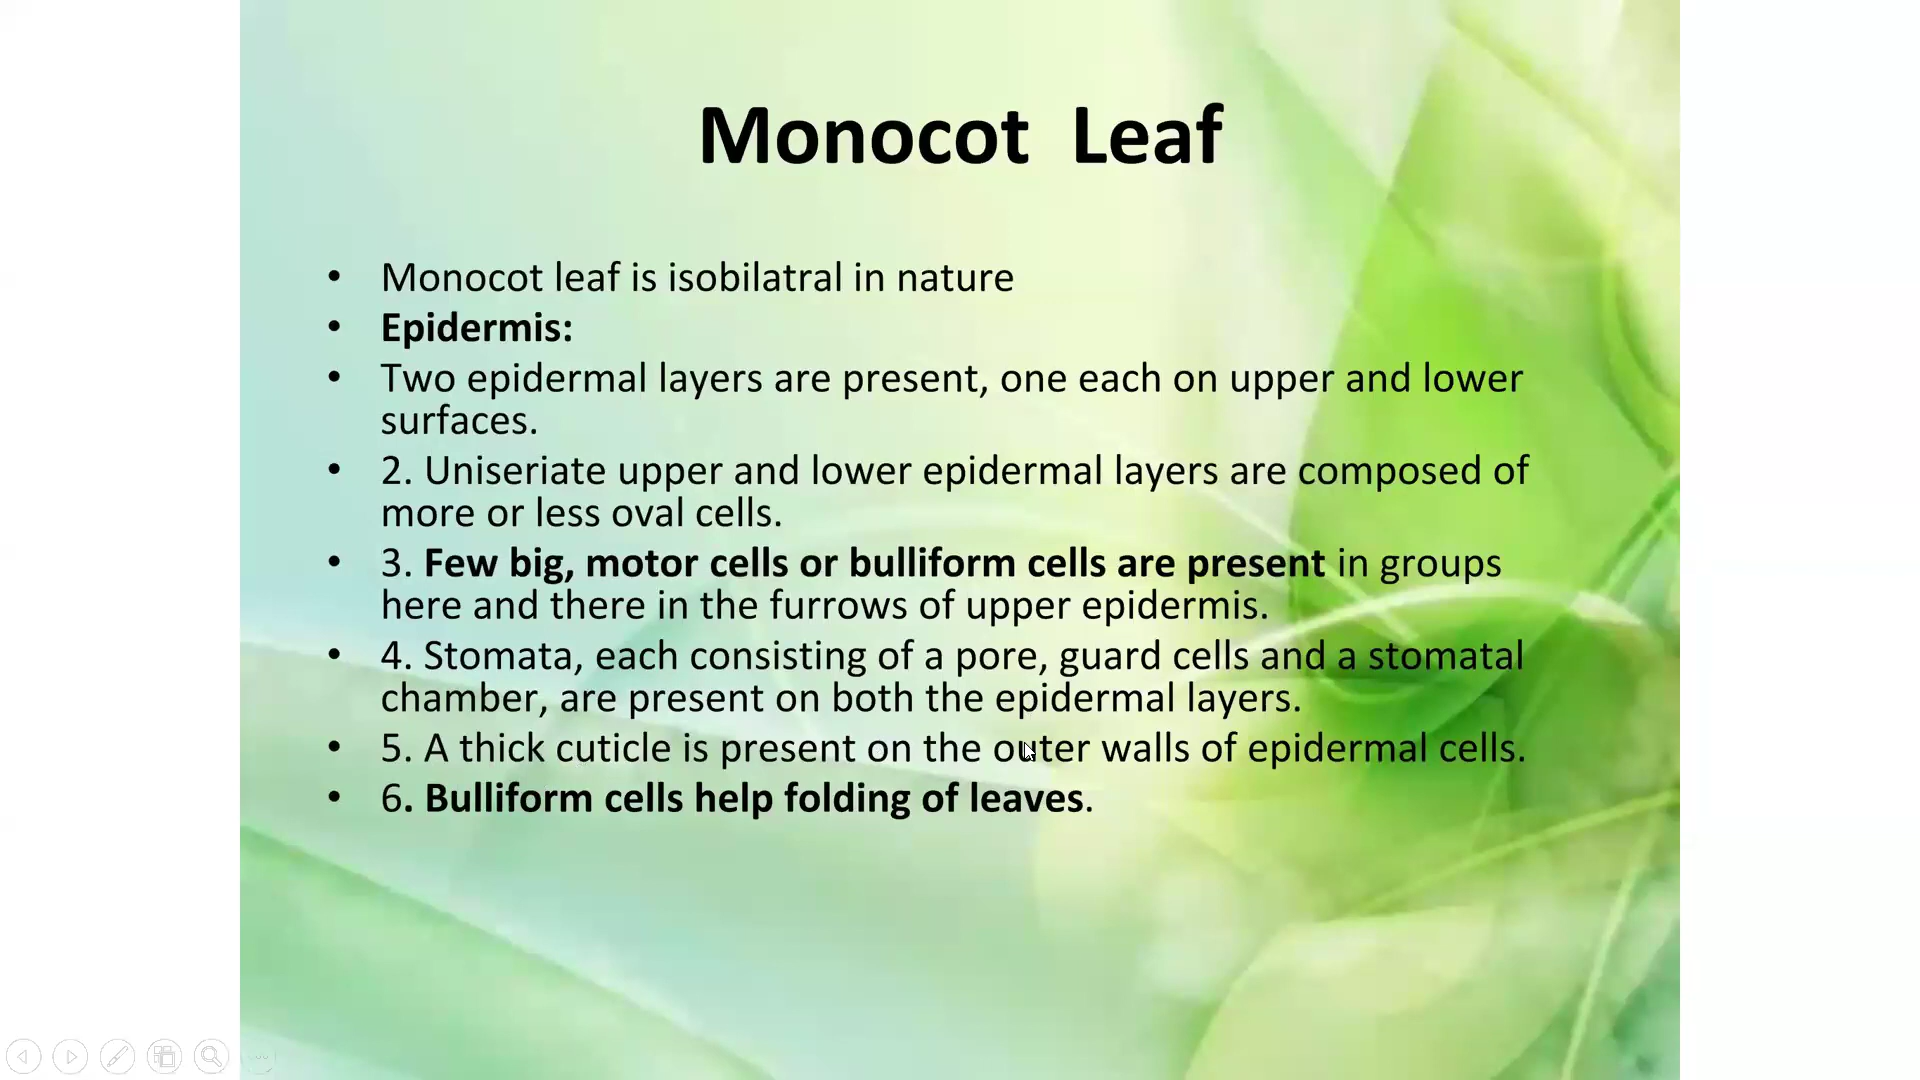 Monocot Leaf
• Monocot leaf is isobilatral in nature
• Epidermis:
• Two epidermal layers are present, one each on upper and lower
surfaces.
• 2. Uniseriate upper and lower epidermal layers are composed of
more or less oval cells.
• 3. Few big, motor cells or bulliform cells are present in groups
here and there in the furrows of upper epidermis.
• 4. Stomata, each consisting of a pore, guard cells and a stomatal
chamber, are present on both the epidermal layers.
• 5. A thick cuticle is present on the outer walls of epidermal cells.
• 6. Bulliform cells help folding of leaves.